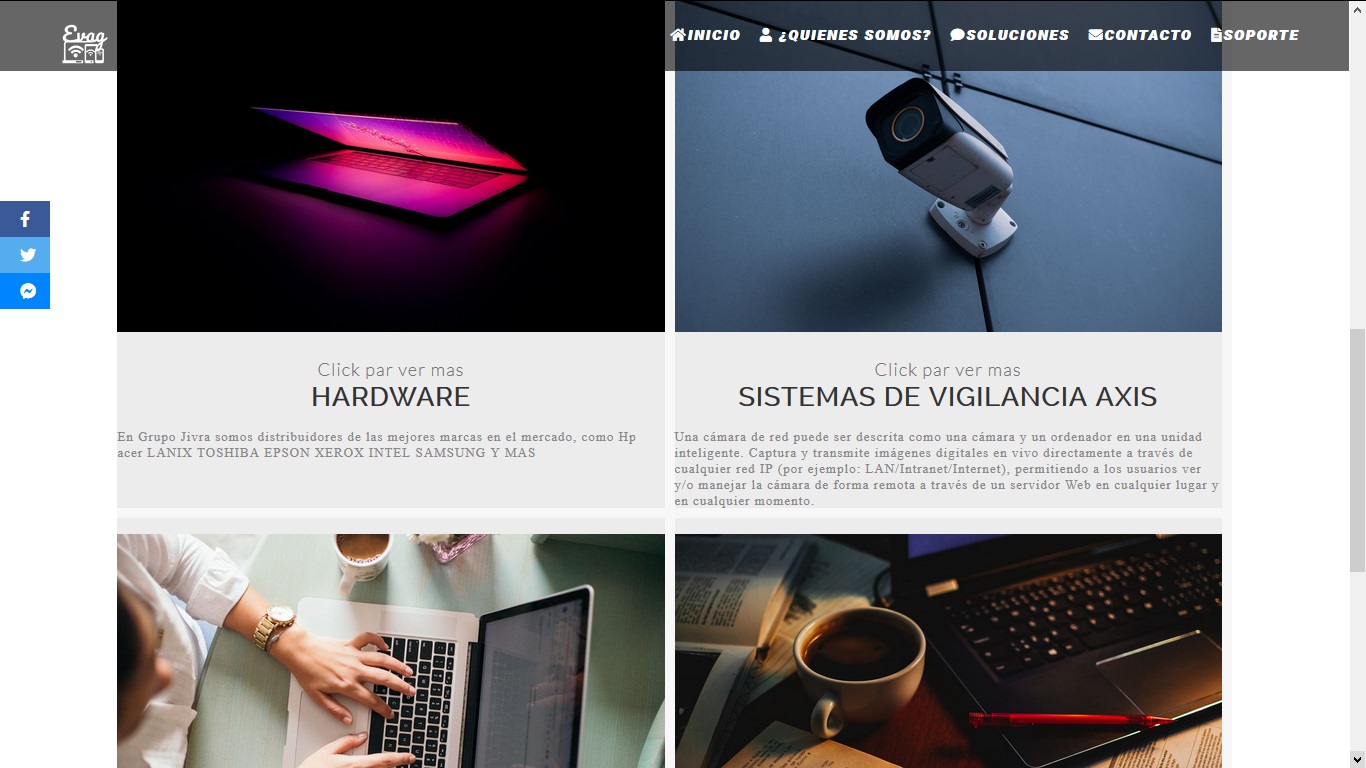 Evag
INICIO ¿QUIENES SOMOS? SOLUCIONES CONTACTO SOPORTE
Click par ver mas
HARDWARE
En Grupo Jivra somos distribuidores de las mejores marcas en el mercado, como Hp
acer LANIX TOSHIBA EPSON XEROX INTEL SAMSUNG Y MAS
Click par ver mas
SISTEMAS DE VIGILANCIA AXIS
Una cámara de red puede ser descrita como una cámara y un ordenador en una unidad
inteligente. Captura y transmite imágenes digitales en vivo directamente a través de
cualquier red IP (por ejemplo: LAN/Intranet/Internet), permitiendo a los usuarios ver
y/o manejar la cámara de forma remota a través de un servidor Web en cualquier lugar y
en cualquier momento.